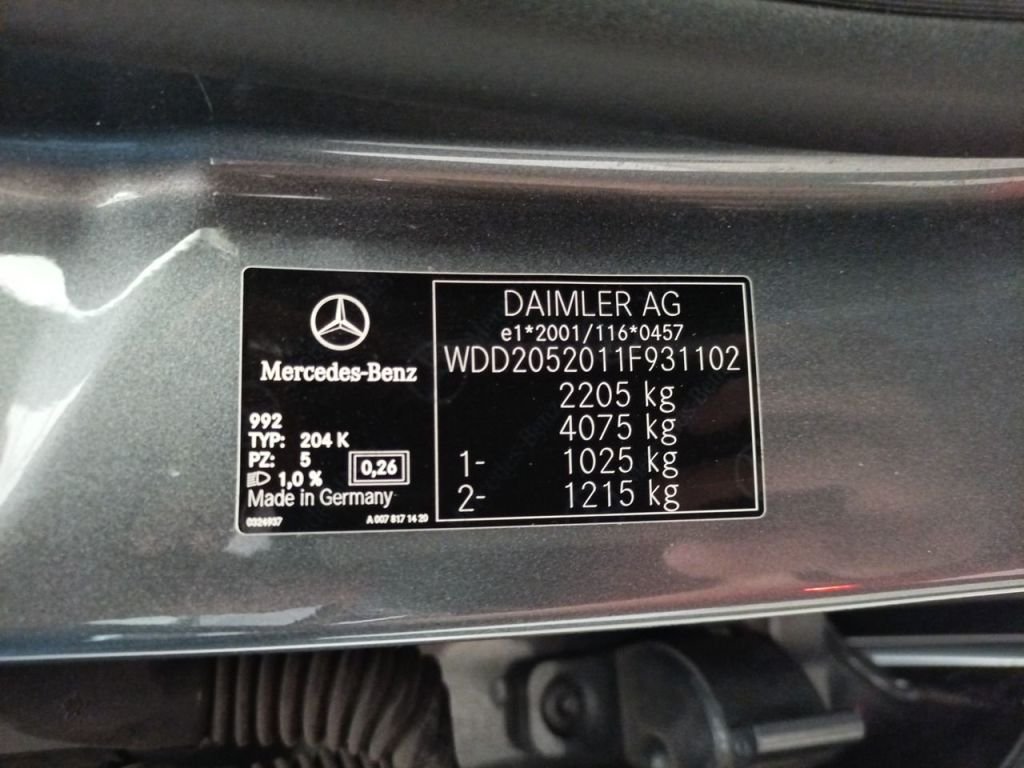 Mercedes-Benz
992
TYP: 204 K
PZ: 5
1,0 %
0,26
Made in Germany
0324937
A 007 817 14 20
DAIMLER AG
e1*2001/116*0457
WDD2052011F931102
2205 kg
4075 kg
1- 1025 kg
2- 1215 kg